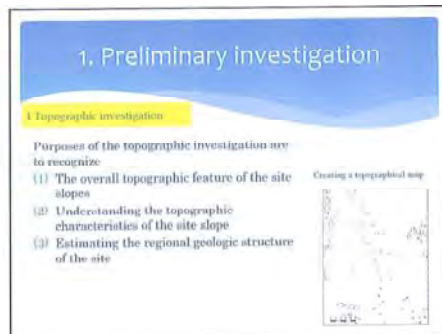 1. Preliminary investigation
1 Topographic investigation
Purposes of the topographic investigation are
to recognize
(1) The overall topographic feature of the site
slopes
(2) Understanding the topographic
characteristics of the site slope
(3) Estimating the regional geologic structure
of the site
Creating a topographical map